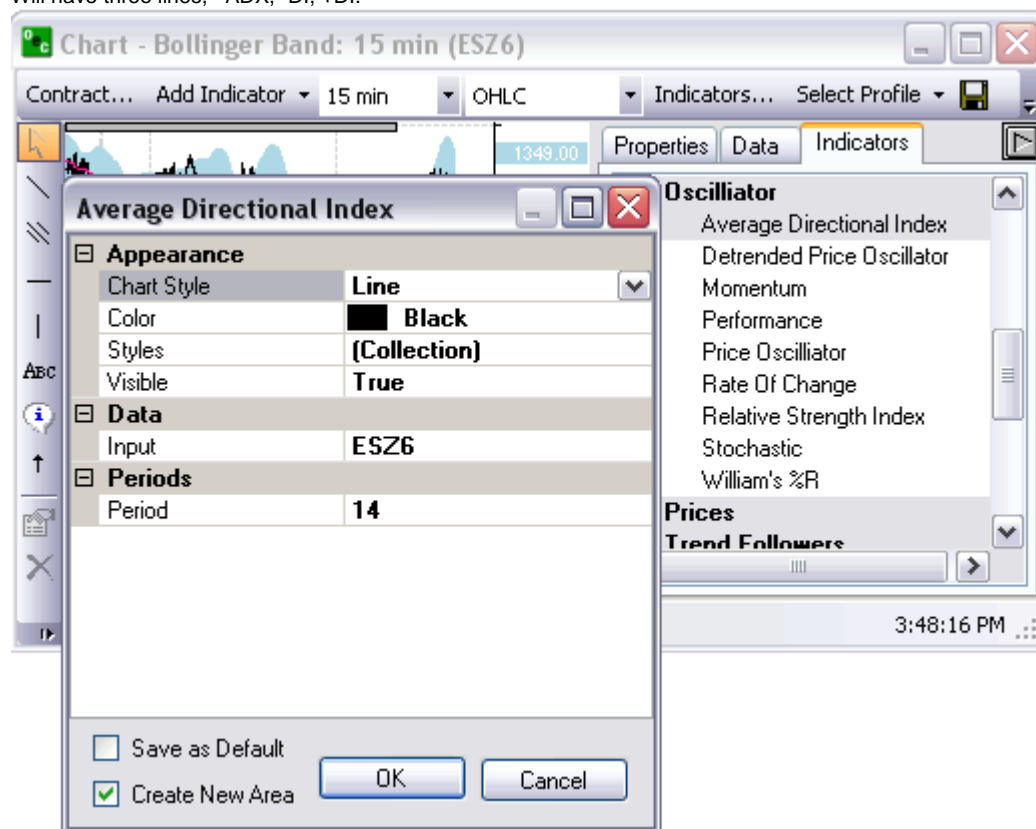 Will have three lines, ADX, -DI, +DI.
Chart - Bollinger Band: 15 min (ESZ6)
Contract... Add Indicator 15 min OHLC Indicators... Select Profile
1349.00
Properties Data Indicators
Oscilliator
Average Directional Index
Detrended Price Oscillator
Momentum
Performance
Price Oscilliator
Rate Of Change
Relative Strength Index
Stochastic
William's %R
Prices
Trend Followers
ABC
Average Directional Index
Appearance
Chart Style Line
Color Black
Styles (Collection)
Visible True
Data
Input ESZ6
Periods
Period 14
Save as Default
Create New Area
OK Cancel
3:48:16 PM